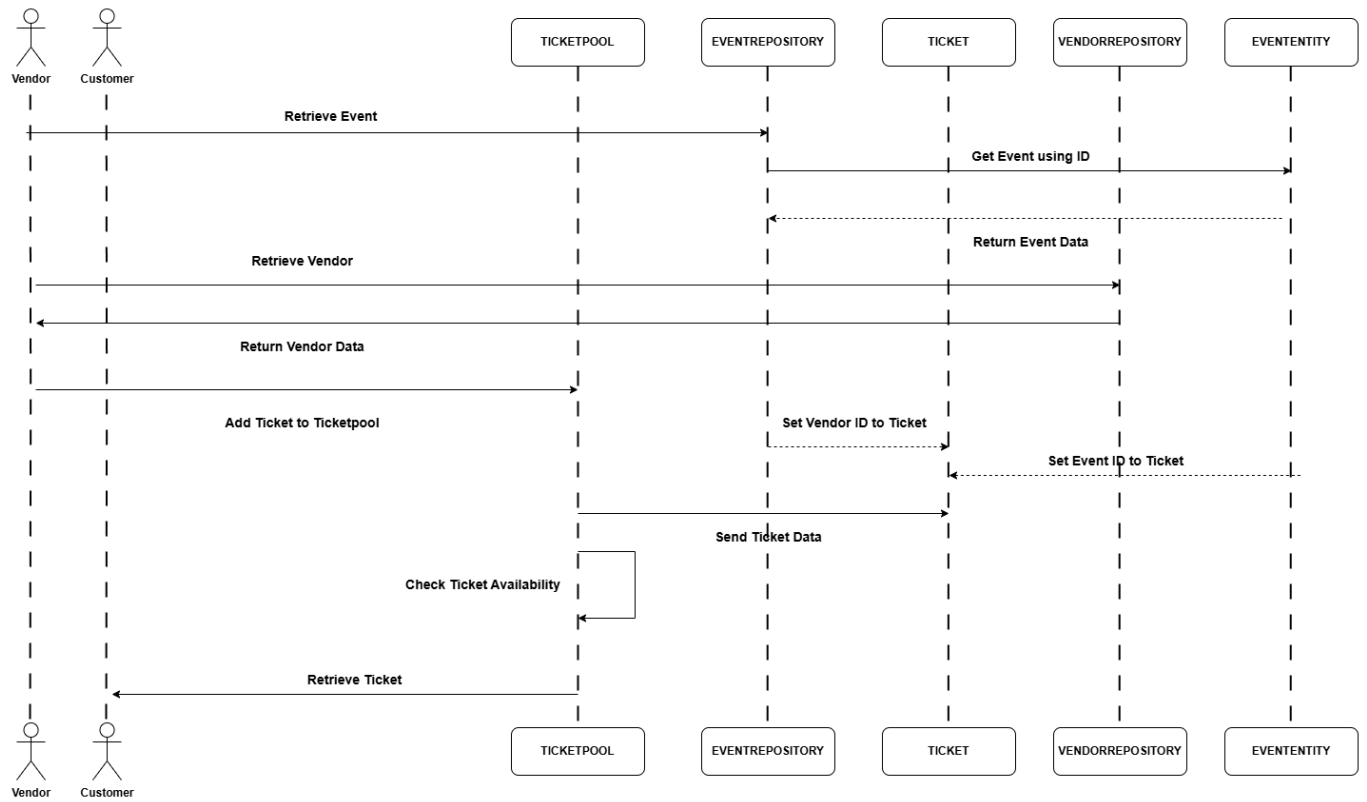 TICKETPOOL
EVENTREPOSITORY
TICKET
VENDORREPOSITORY
EVENTENTITY
Vendor
Customer
Retrieve Event
Get Event using ID
Return Event Data
Retrieve Vendor
Return Vendor Data
Add Ticket to Ticketpool
Set Vendor ID to Ticket
Set Event ID to Ticket
Send Ticket Data
Check Ticket Availability
Retrieve Ticket
TICKETPOOL
EVENTREPOSITORY
TICKET
VENDORREPOSITORY
EVENTENTITY
Vendor
Customer